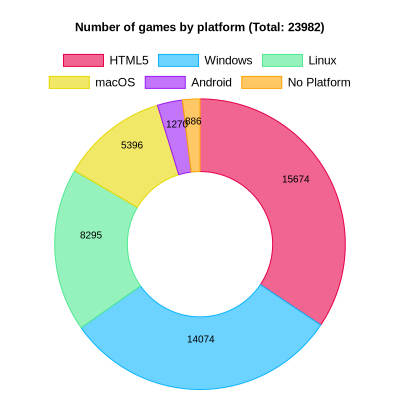 Number of games by platform (Total: 23982)
HTML5 Windows Linux
macOS Android No Platform
1270 886
5396
15674
8295
14074